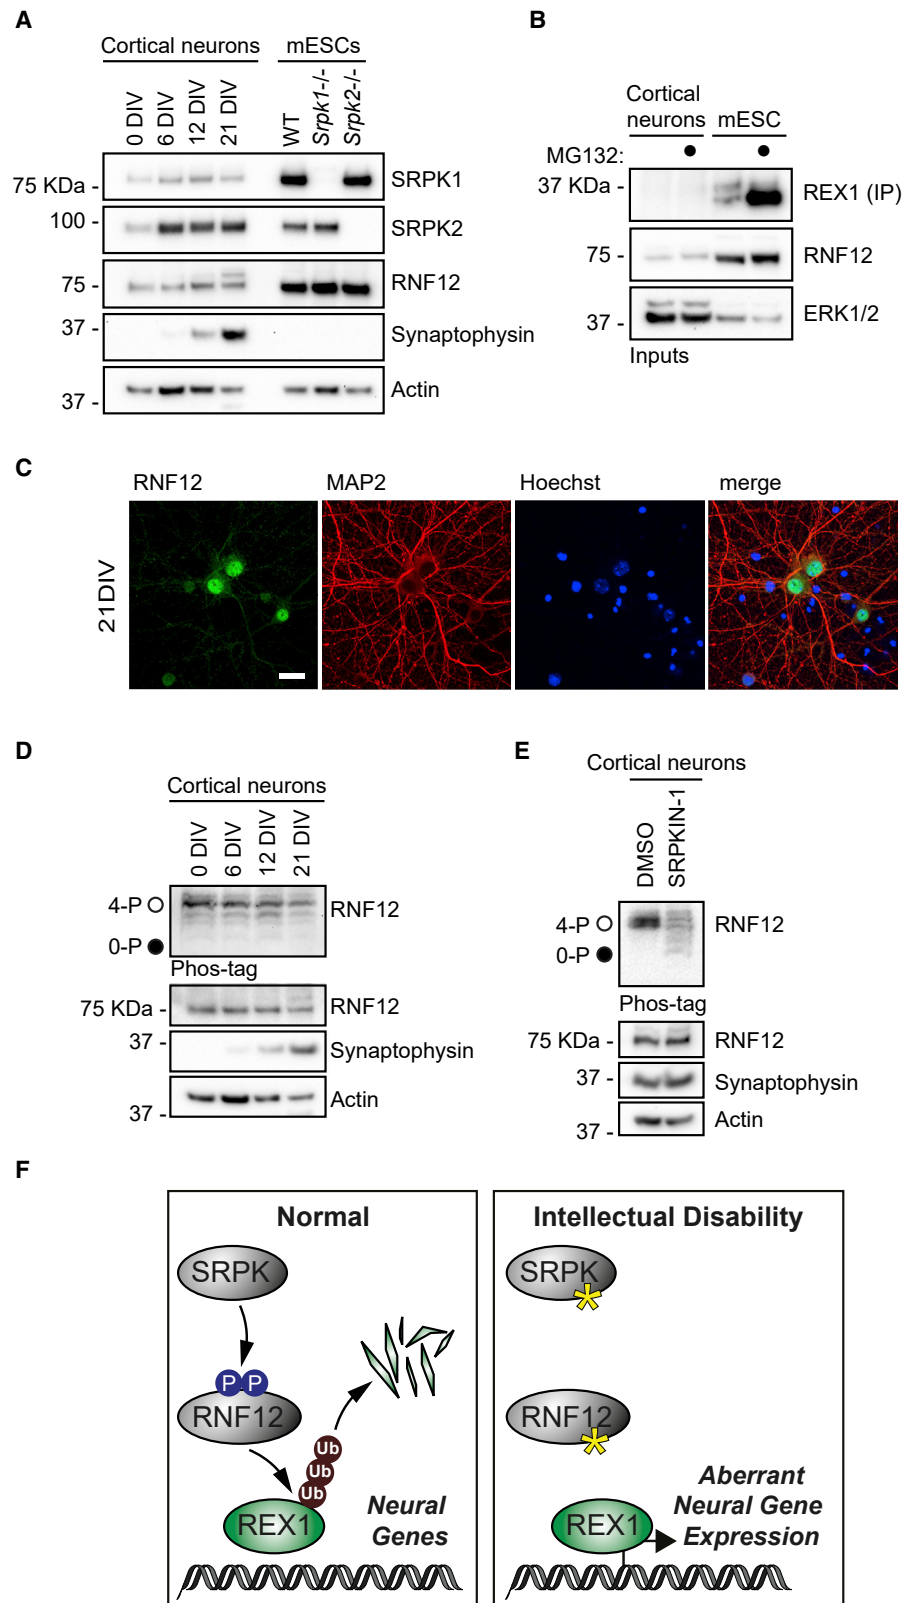 A
Cortical neurons
mESCs
0 DIV
6 DIV
12 DIV
21 DIV
WT
Srpk1-/-
Srpk2-/-
75 KDa -
SRPK1
100 -
SRPK2
75 -
RNF12
37 -
Synaptophysin
37 -
Actin
B
Cortical
neurons
mESC
MG132:
37 KDa -
REX1 (IP)
75 -
RNF12
37 -
ERK1/2
Inputs
C
RNF12
MAP2
Hoechst
merge
21DIV
D
Cortical neurons
0 DIV
6 DIV
12 DIV
21 DIV
4-P
0-P
RNF12
Phos-tag
75 KDa -
RNF12
37 -
Synaptophysin
37 -
Actin
E
Cortical neurons
DMSO
SRPKIN-1
4-P
0-P
RNF12
Phos-tag
75 KDa -
RNF12
37 -
Synaptophysin
37 -
Actin
F
Normal
SRPK
P P
RNF12
Ub
Ub
Ub
REX1
Neural
Genes
Intellectual Disability
SRPK
RNF12
REX1
Aberrant
Neural Gene
Expression